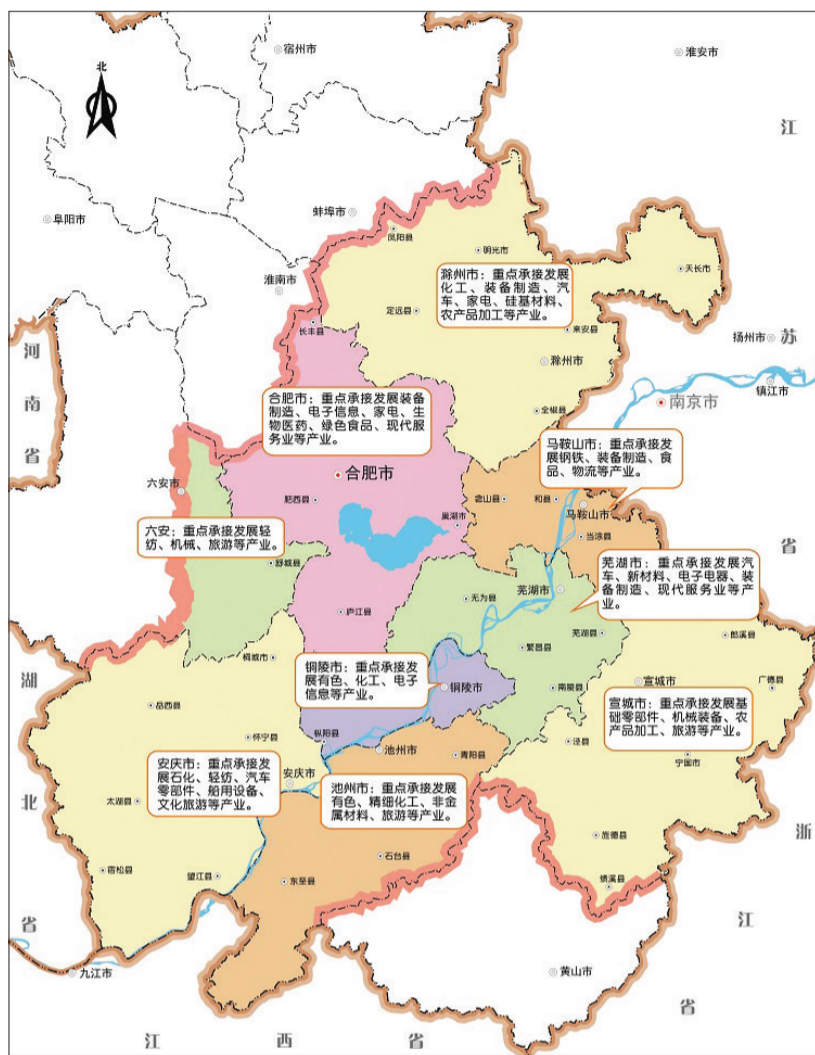 宿州市
淮安市
北
江
阜阳市
蚌埠市
凤阳县
明光市
天长市
淮南市
滁州市：重点承接发展
化工、装备制造、汽
车、家电、硅基材料、
农产品加工等产业。
定远县
长丰县
来安县
扬州市
苏
河
南
省
滁州市
镇江市
南京市
合肥市：重点承接发展装备
制造、电子信息、家电、生
物医药、绿色食品、现代服
务业等产业。
全椒县
马鞍山市：重点承接发
展钢铁、装备制造、食
品、物流等产业。
合肥市
六安市
肥西县
含山县
和县
马鞍山市
巢湖市
当涂县
六安：重点承接发展轻
纺、机械、旅游等产业。
省
舒城县
芜湖市：重点承接发展汽
车、新材料、电子电器、装
备制造、现代服务业等产
业。
芜湖市
无为县
庐江县
芜湖县
郎溪县
繁昌县
桐城市
铜陵市：重点承接发
展有色、化工、电子
信息等产业。
铜陵市
南陵县
宣城市
广德县
湖
岳西县
宣城市：重点承接发展基
础零部件、机械装备、农
产品加工、旅游等产业。
枞阳县
怀宁县
池州市
青阳县
泾县
宁国市
安庆市：重点承接发
展石化、轻纺、汽车
零部件、船用设备、
文化旅游等产业。
安庆市
池州市：重点承接发展
有色、精细化工、非金
属材料、旅游等产业。
北
太湖县
浙
旌德县
石台县
宿松县
望江县
东至县
绩溪县
省
江
九江市
黄山市
省
江
西
省